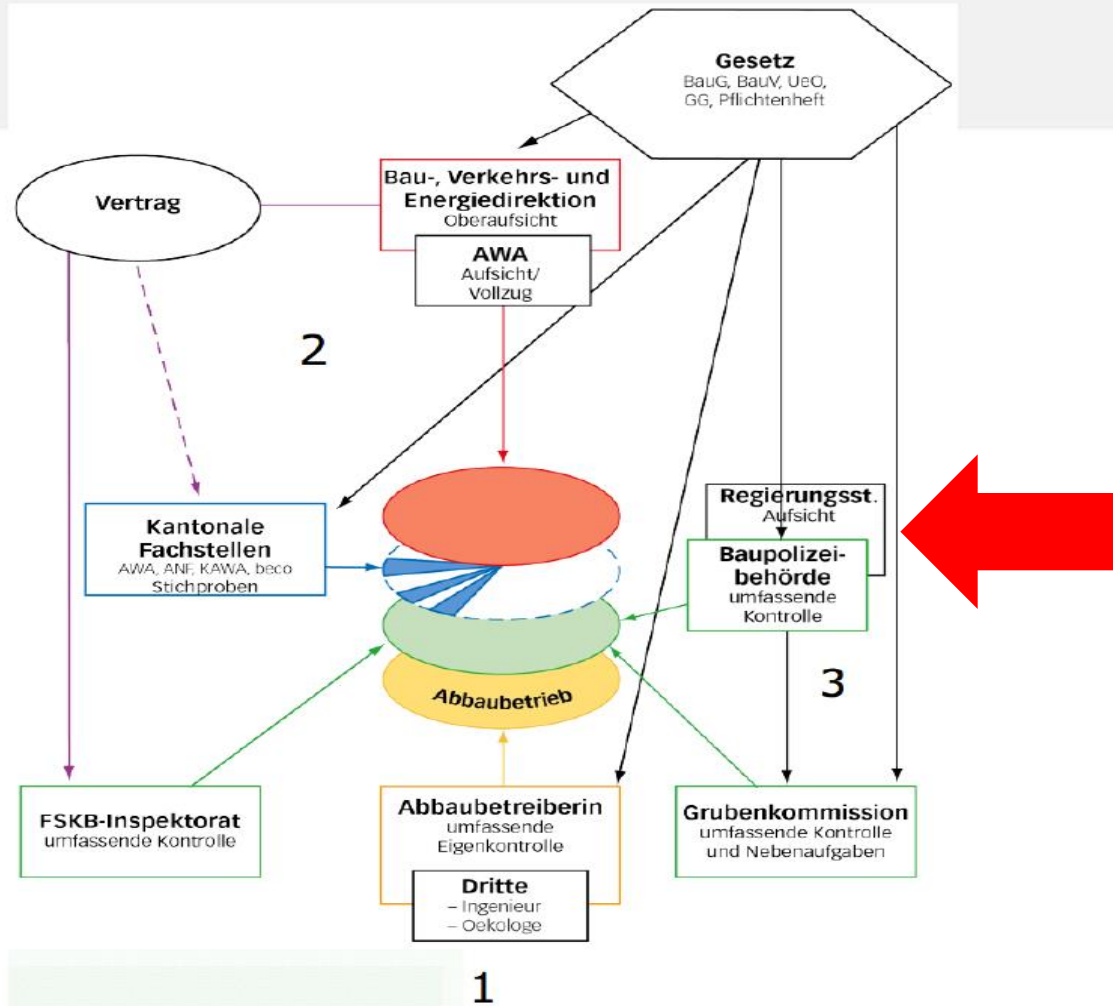 Gesetz
BauG, BauV, UeO,
GG, Pflichtenheft
Vertrag
Bau-, Verkehrs- und
Energiedirektion
Oberaufsicht
AWA
Aufsicht/
Vollzug
2
Kantonale
Fachstellen
AWA, ANF, KAWA, beco
Stichproben
Regierungsst.
Aufsicht
Baupolizei-
behörde
umfassende
Kontrolle
Abbaubetrieb
3
FSKB-Inspektorat
umfassende Kontrolle
Abbaubetreiberin
umfassende
Eigenkontrolle
Dritte
– Ingenieur
– Oekologe
Grubenkommission
umfassende Kontrolle
und Nebenaufgaben
1